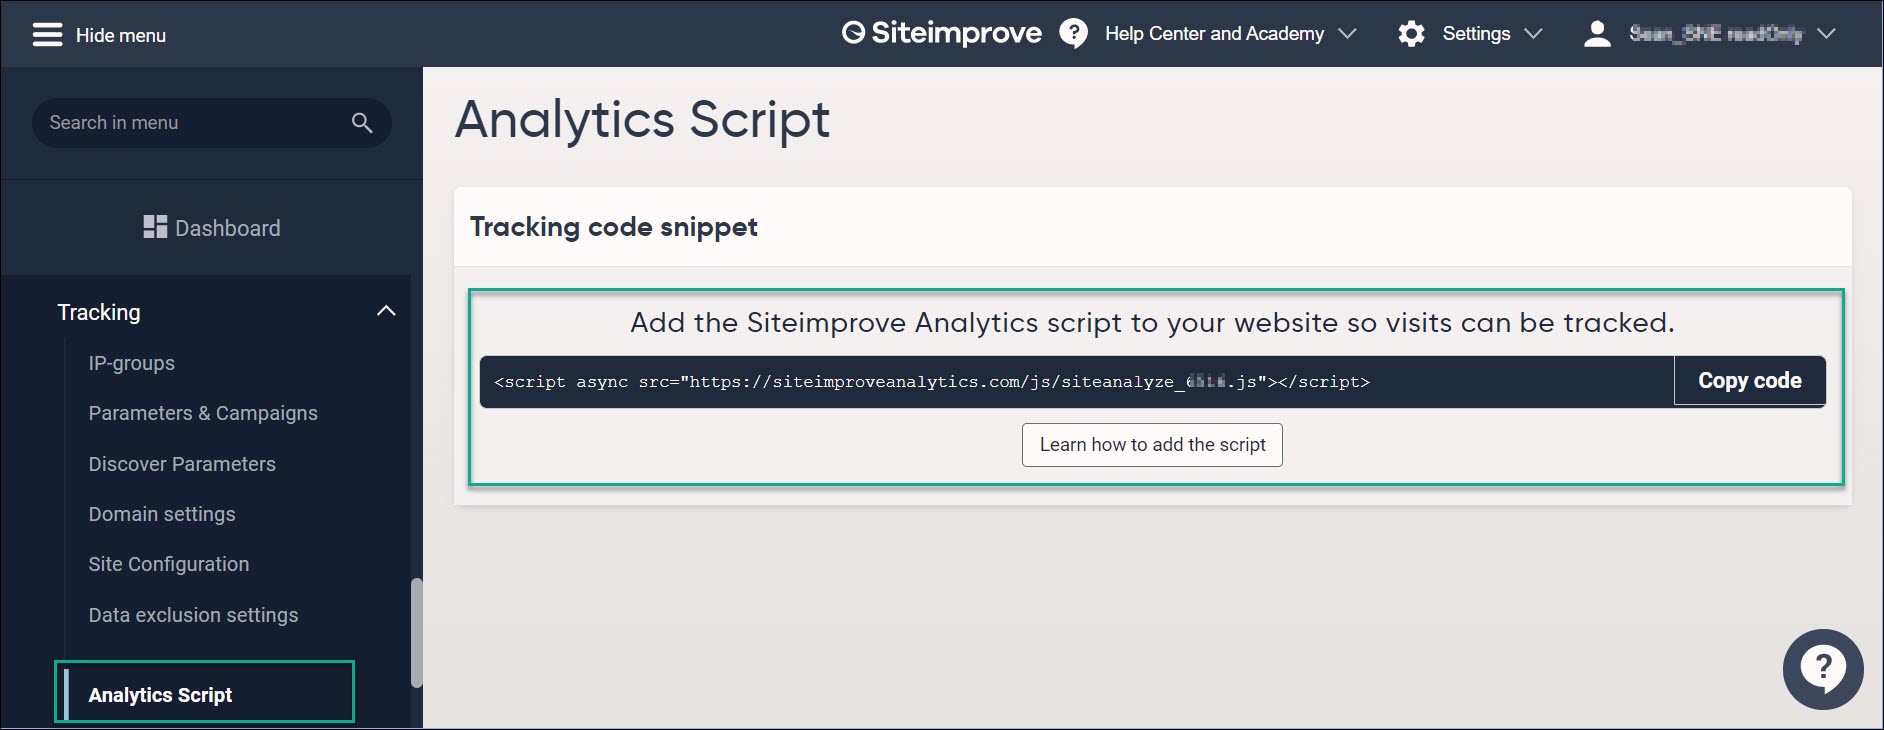 Hide menu
Siteimprove
Help Center and Academy
Settings
Search in menu
Dashboard
Tracking
IP-groups
Parameters & Campaigns
Discover Parameters
Domain settings
Site Configuration
Data exclusion settings
Analytics Script
Analytics Script
Tracking code snippet
Add the Siteimprove Analytics script to your website so visits can be tracked.
<script async src="https://siteimproveanalytics.com/js/siteanalyze_.js"></script>
Copy code
Learn how to add the script
?